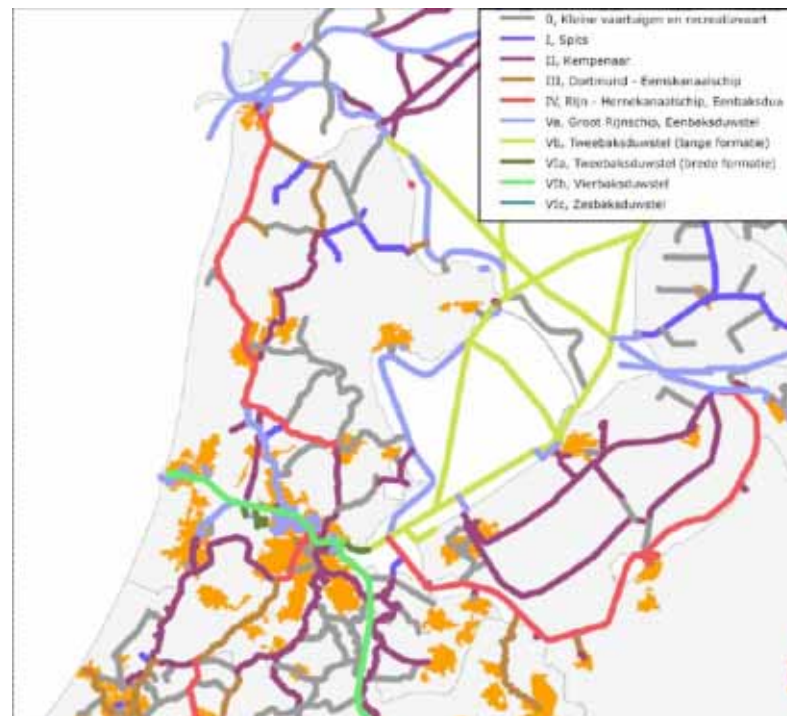 0, Kleine vaartuigen en recreatievaart
I, Spits
II, Kempenaar
III, Dortmund - Eemskanaalschip
IV, Rijn - Hernekanaalschip, Eenbaksdua
Va, Groot Rijnschip, Eenbaksduwstel
Vb, Tweebaksduwstel (lange formatie)
VIa, Tweebaksduwstel (brede formatie)
VIb, Vierbaksduwstel
VIc, Zesbaksduwstel